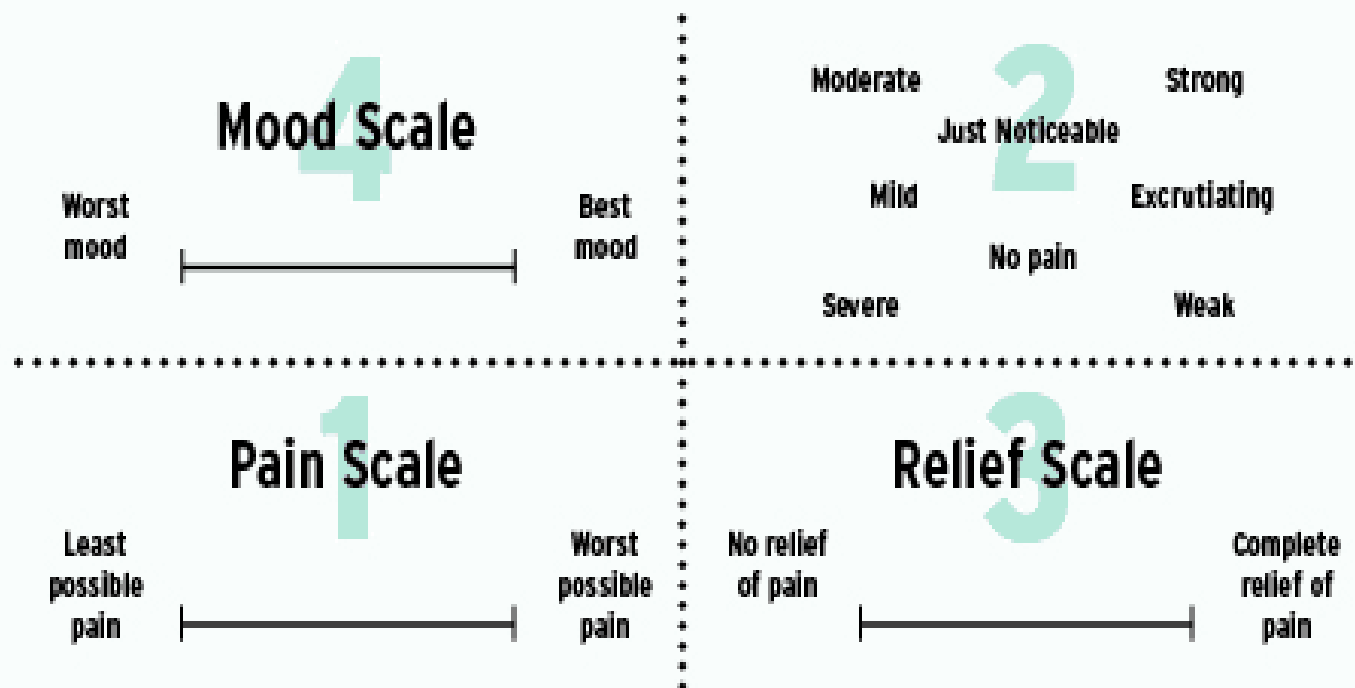 4
Mood Scale
Worst
mood
Best
mood
2
Moderate
Strong
Just Noticeable
Mild
Excrutiating
No pain
Severe
Weak
1
Pain Scale
Least
possible
pain
Worst
possible
pain
3
Relief Scale
No relief
of pain
Complete
relief of
pain